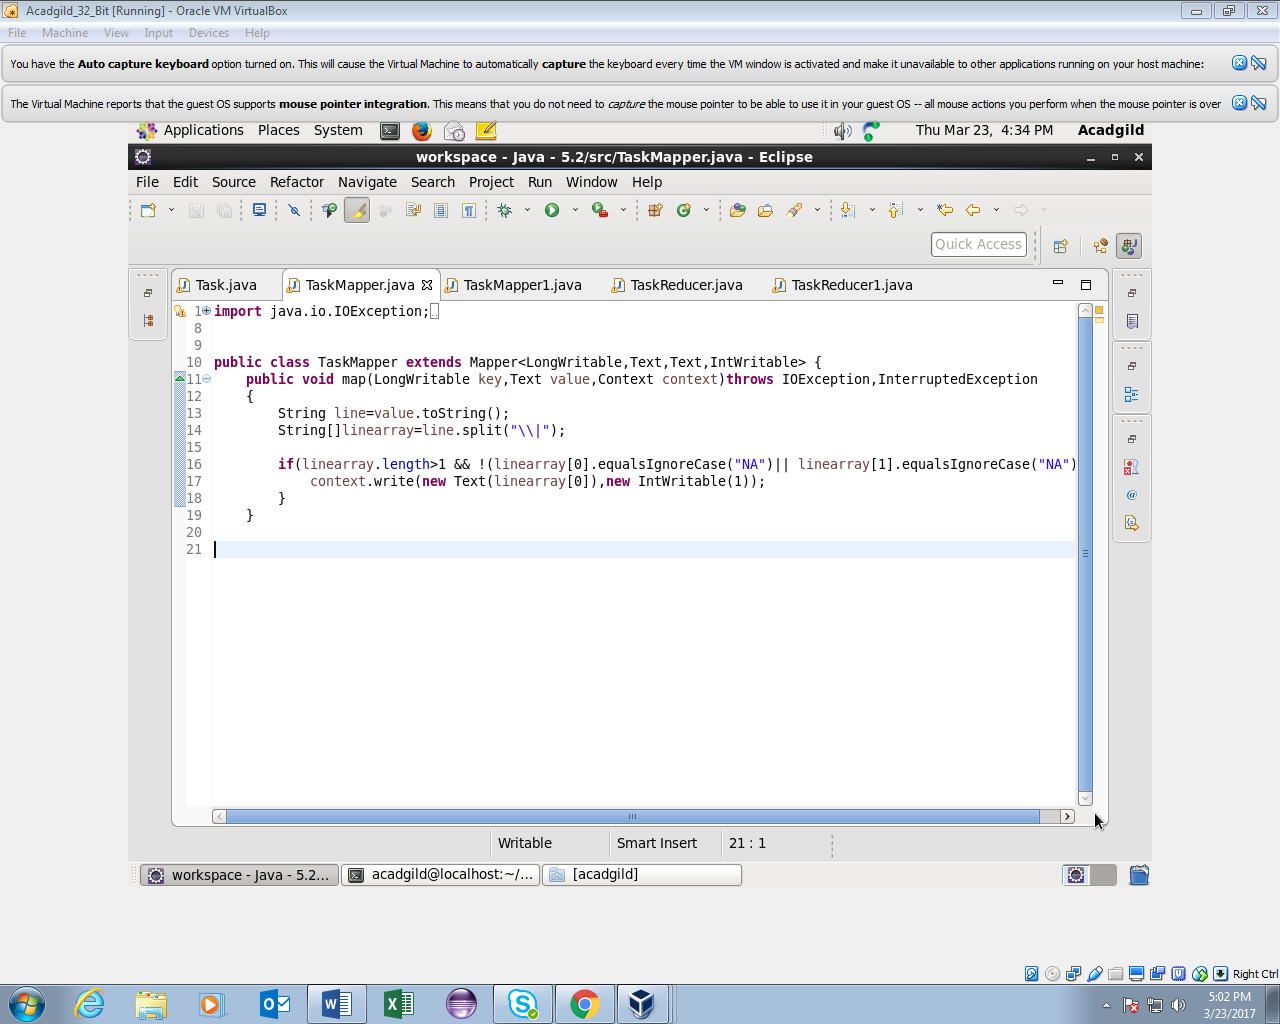 Acadgild_32_Bit [Running] - Oracle VM VirtualBox
File Machine View Input Devices Help
You have the Auto capture keyboard option turned on. This will cause the Virtual Machine to automatically capture the keyboard every time the VM window is activated and make it unavailable to other applications running on your host machine:
The Virtual Machine reports that the guest OS supports mouse pointer integration. This means that you do not need to capture the mouse pointer to be able to use it in your guest OS -- all mouse actions you perform when the mouse pointer is over
Applications Places System Thu Mar 23, 4:34 PM Acadgild
workspace - Java - 5.2/src/TaskMapper.java - Eclipse
File Edit Source Refactor Navigate Search Project Run Window Help
Quick Access
Task.java TaskMapper.java TaskMapper1.java TaskReducer.java TaskReducer1.java
1 import java.io.IOException;
8
9
10 public class TaskMapper extends Mapper<LongWritable,Text,Text,IntWritable> {
11 public void map(LongWritable key,Text value,Context context)throws IOException,InterruptedException
12 {
13 String line=value.toString();
14 String[]linearray=line.split("\\|");
15
16 if(linearray.length>1 && !(linearray[0].equalsIgnoreCase("NA")|| linearray[1].equalsIgnoreCase("NA")
17 context.write(new Text(linearray[0]),new IntWritable(1));
18 }
19 }
20
21
Writable Smart Insert 21 : 1
workspace - Java - 5.2... acadgild@localhost:~/... [acadgild]
Right Ctrl
5:02 PM
3/23/2017